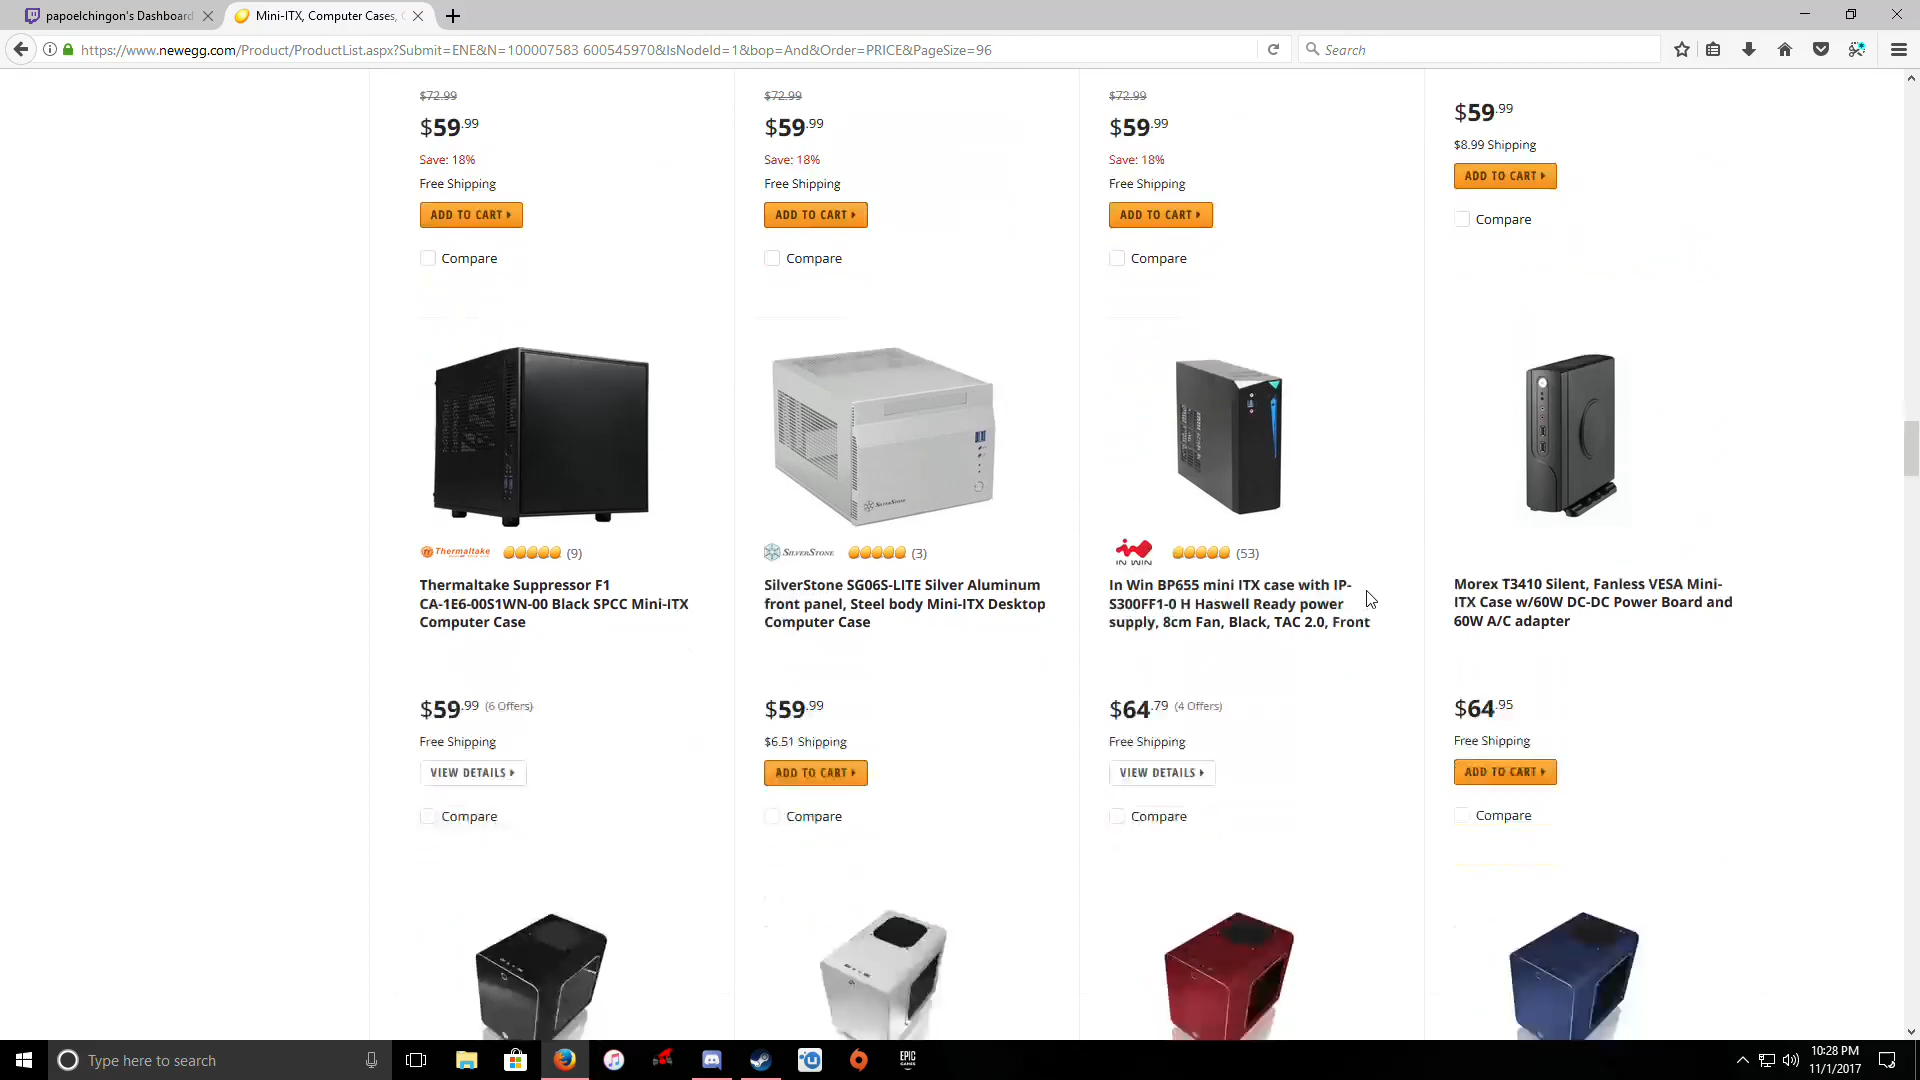 papoelchingon's Dashboard
Mini-ITX, Computer Cases,
https://www.newegg.com/Product/ProductList.aspx?Submit=ENE&N=100007583 600545970&IsNodeId=1&bop=And&Order=PRICE&PageSize=96
Search
$72.99
$59.99
Save: 18%
Free Shipping
ADD TO CART
Compare
$72.99
$59.99
Save: 18%
Free Shipping
ADD TO CART
Compare
$72.99
$59.99
Save: 18%
Free Shipping
ADD TO CART
Compare
$59.99
$8.99 Shipping
ADD TO CART
Compare
Thermaltake (9)
Thermaltake Suppressor F1
CA-1E6-00S1WN-00 Black SPCC Mini-ITX
Computer Case
$59.99 (6 Offers)
Free Shipping
VIEW DETAILS
Compare
SILVERSTONE
SILVERSTONE (3)
SilverStone SG06S-LITE Silver Aluminum
front panel, Steel body Mini-ITX Desktop
Computer Case
$59.99
$6.51 Shipping
ADD TO CART
Compare
IN WIN (53)
In Win BP655 mini ITX case with IP-
S300FF1-0 H Haswell Ready power
supply, 8cm Fan, Black, TAC 2.0, Front
$64.79 (4 Offers)
Free Shipping
VIEW DETAILS
Compare
Morex T3410 Silent, Fanless VESA Mini-
ITX Case w/60W DC-DC Power Board and
60W A/C adapter
$64.95
Free Shipping
ADD TO CART
Compare
Type here to search
EPIC
GAMES
10:28 PM
11/1/2017